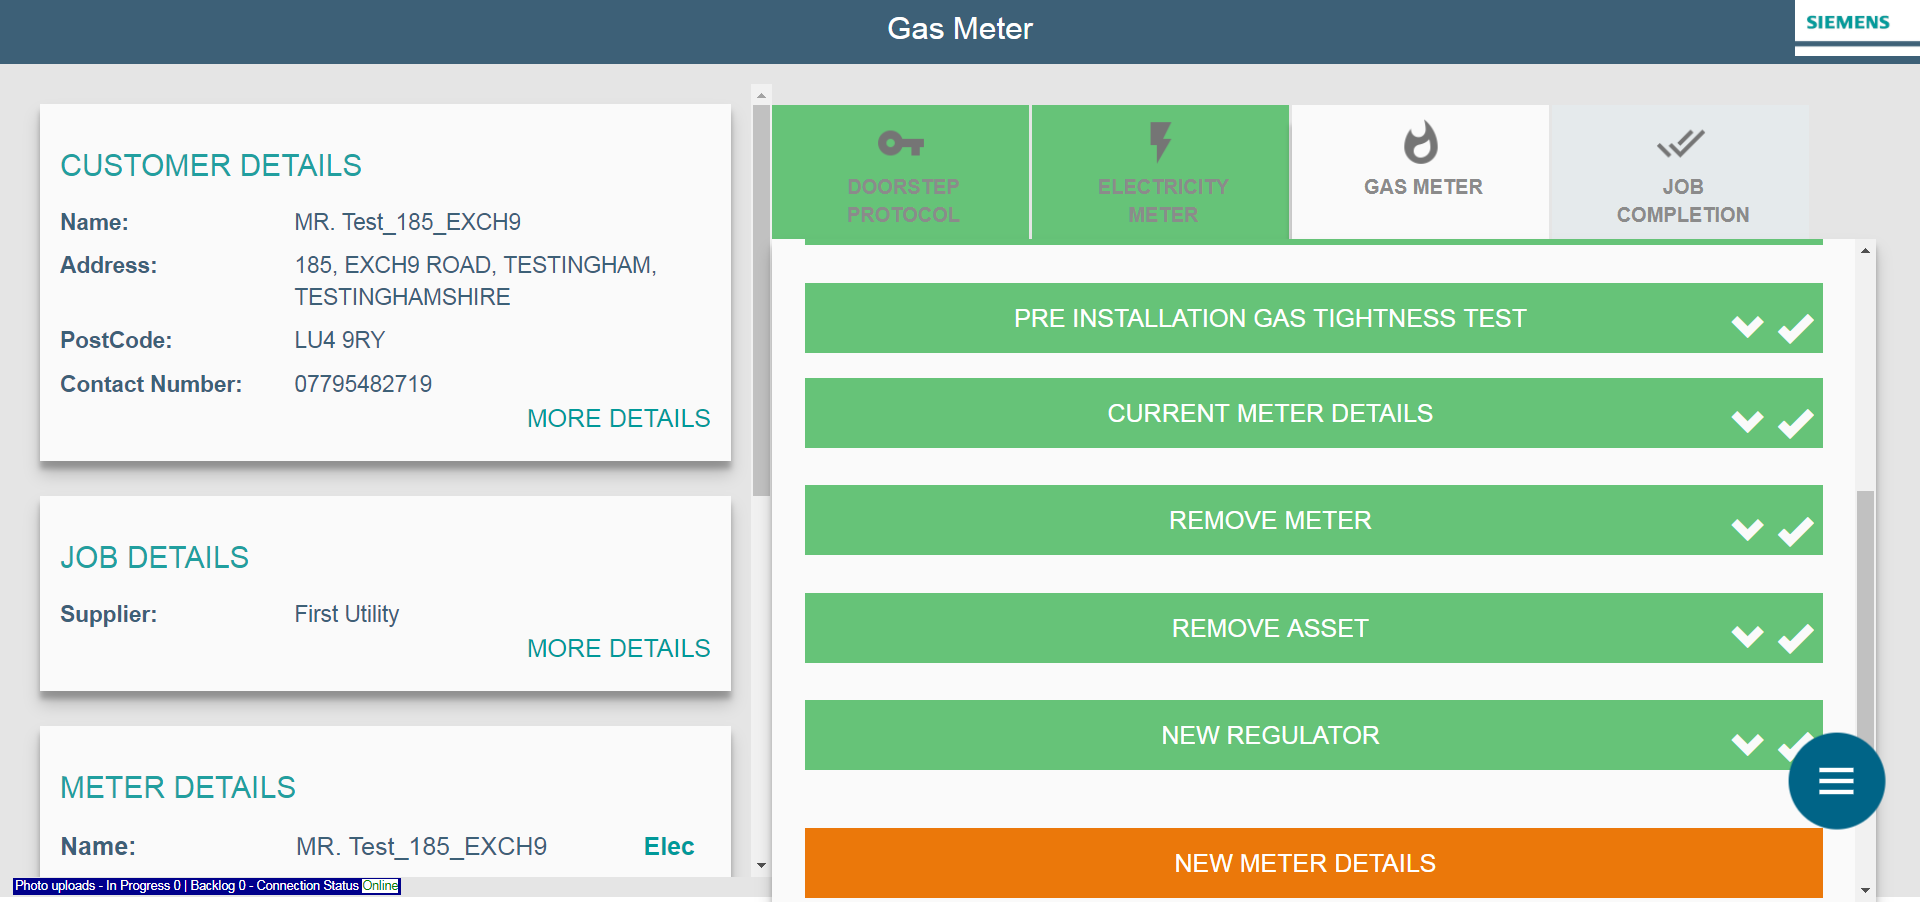 Gas Meter
SIEMENS
CUSTOMER DETAILS
Name: MR. Test_185_EXCH9
Address: 185, EXCH9 ROAD, TESTINGHAM,
TESTINGHAMSHIRE
PostCode: LU4 9RY
Contact Number: 07795482719
MORE DETAILS
JOB DETAILS
Supplier: First Utility
MORE DETAILS
METER DETAILS
Name: MR. Test_185_EXCH9 Elec
Photo uploads - In Progress 0 | Backlog 0 - Connection Status Online
DOORSTEP
PROTOCOL
ELECTRICITY
METER
GAS METER
JOB
COMPLETION
PRE INSTALLATION GAS TIGHTNESS TEST
CURRENT METER DETAILS
REMOVE METER
REMOVE ASSET
NEW REGULATOR
NEW METER DETAILS